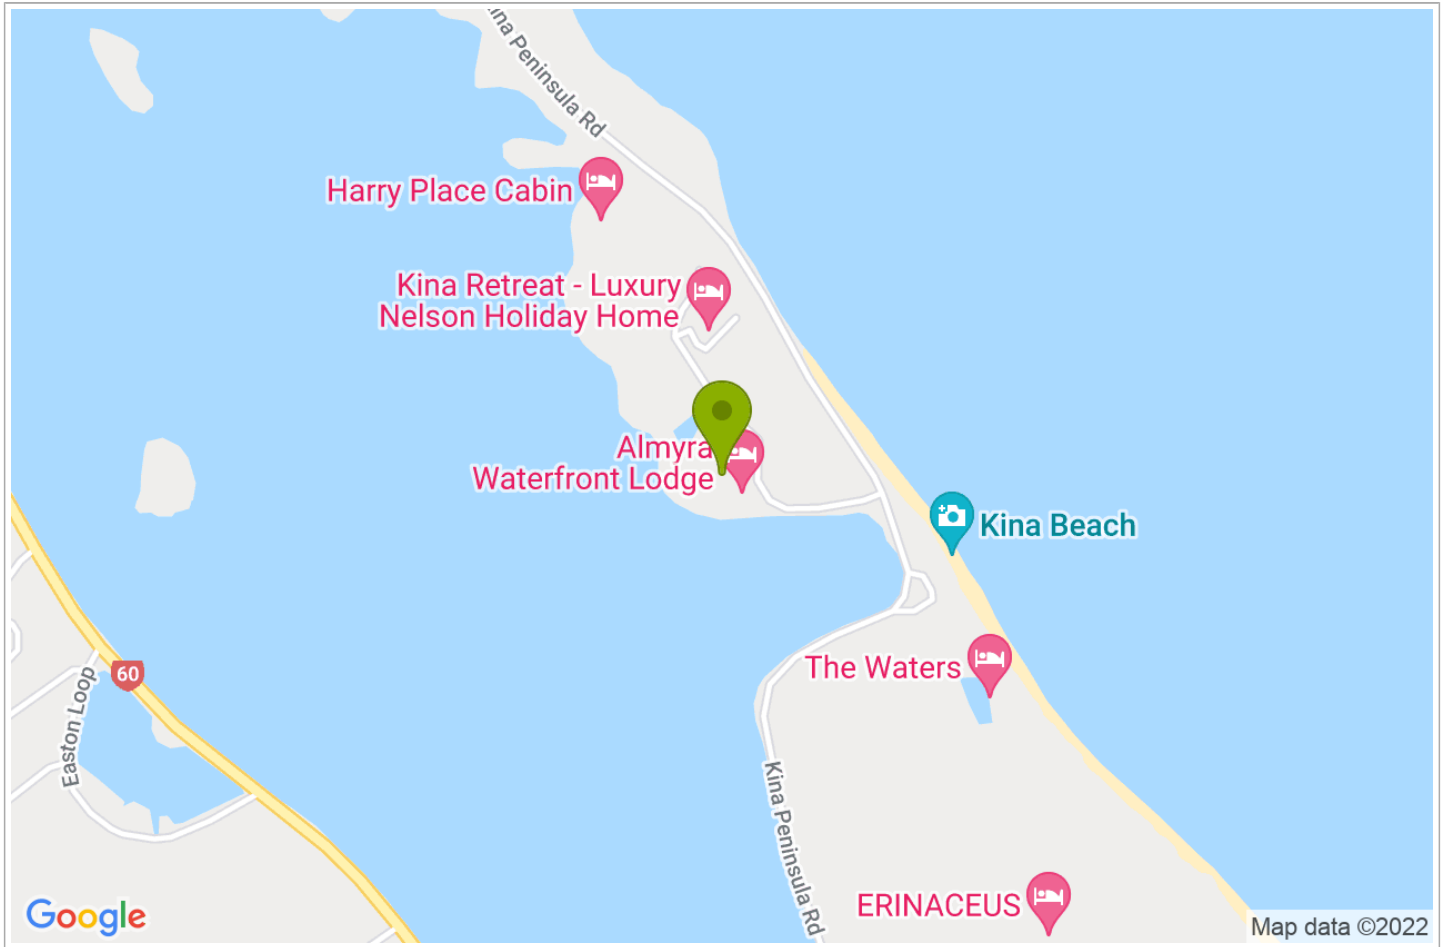 ina Peninsula Rd
Harry Place Cabin
Kina Retreat - Luxury
Nelson Holiday Home
Almyra
Waterfront Lodge
Kina Beach
60
Easton Loop
The Waters
Kina Peninsula Rd
ERINACEUS
Google
Map data ©2022